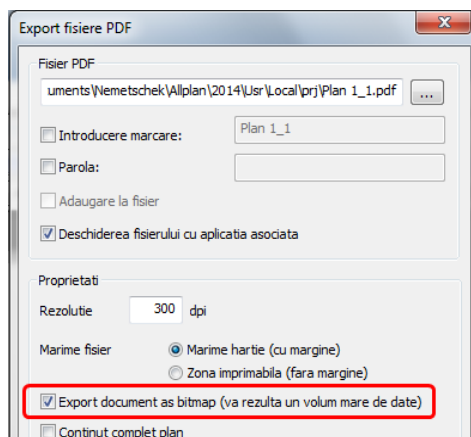 Export fisiere PDF
Fisier PDF
uments\Nemetschek\Allplan\2014\Usr\Local\prj\Plan 1_1.pdf ...
Introducere marcare: Plan 1_1
Parola:
Adaugare la fisier
Deschiderea fisierului cu aplicatia asociata
Proprietati
Rezolutie 300 dpi
Marime fisier Marime hartie (cu margine)
Zona imprimabila (fara margine)
Export document as bitmap (va rezulta un volum mare de date)
Continut complet plan